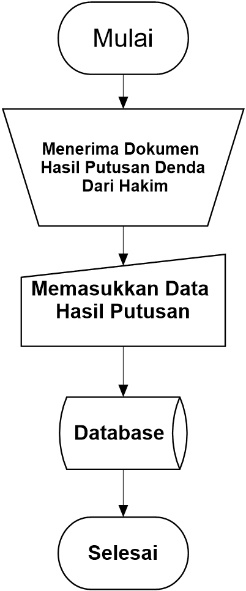 Mulai
Menerima Dokumen
Hasil Putusan Denda
Dari Hakim
Memasukkan Data
Hasil Putusan
Database
Selesai